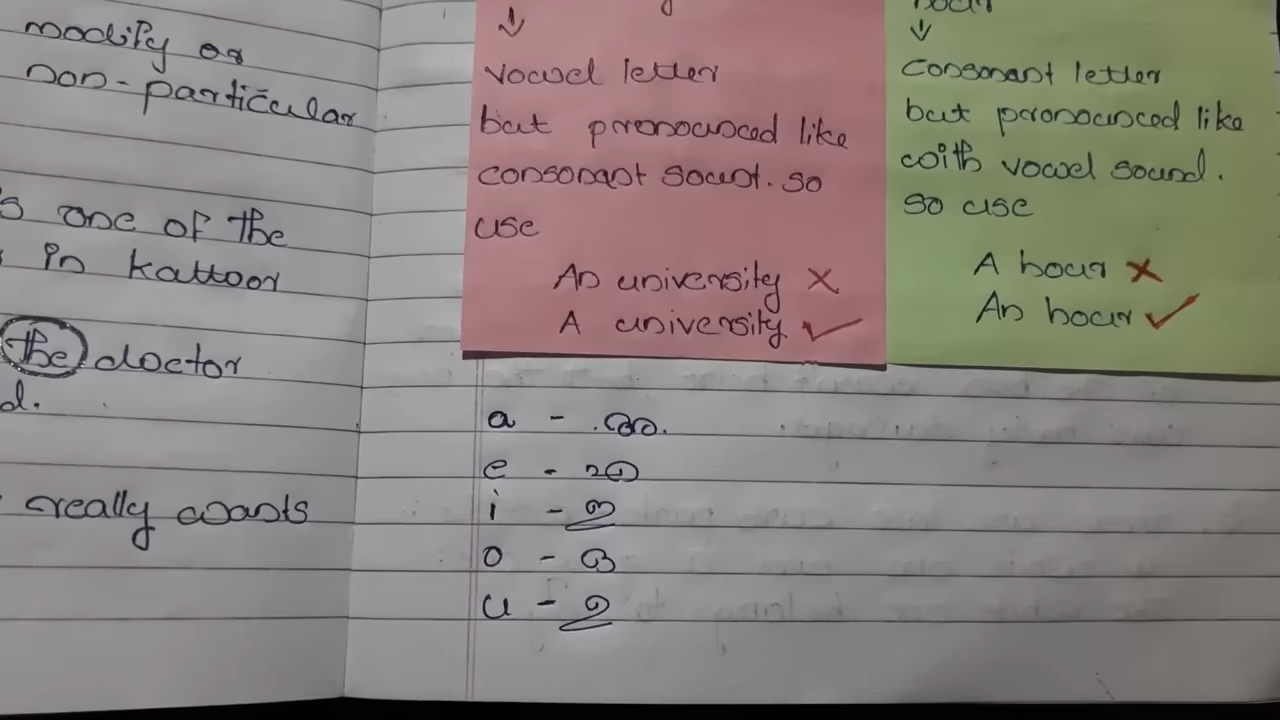 modify or
non-particular
one of the
in kattoor
the doctor
d.
really wants
↓
vowel letter
but pronounced like
consonant sount. so
use
An university ×
A university ✓
↓
consonant letter
but pronounced like
with vowel sound.
so use
A hour ×
An hour ✓
a - അ.
e - എ
i - ഇ
o - ഒ
u - ഉ